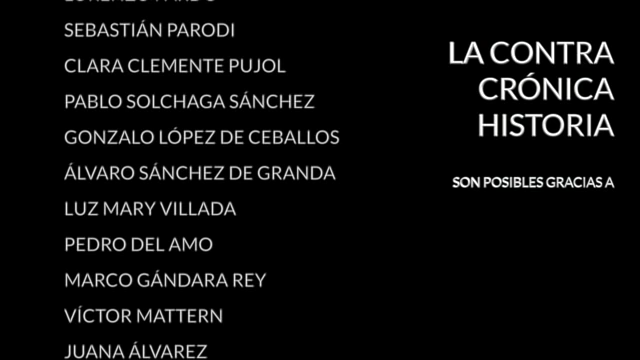 SEBASTIÁN PARODI
CLARA CLEMENTE PUJOL
PABLO SOLCHAGA SÁNCHEZ
GONZALO LÓPEZ DE CEBALLOS
ÁLVARO SÁNCHEZ DE GRANDA
LUZ MARY VILLADA
PEDRO DEL AMO
MARCO GÁNDARA REY
VÍCTOR MATTERN
JUANA ÁLVAREZ
LA CONTRA
CRÓNICA
HISTORIA
SON POSIBLES GRACIAS A